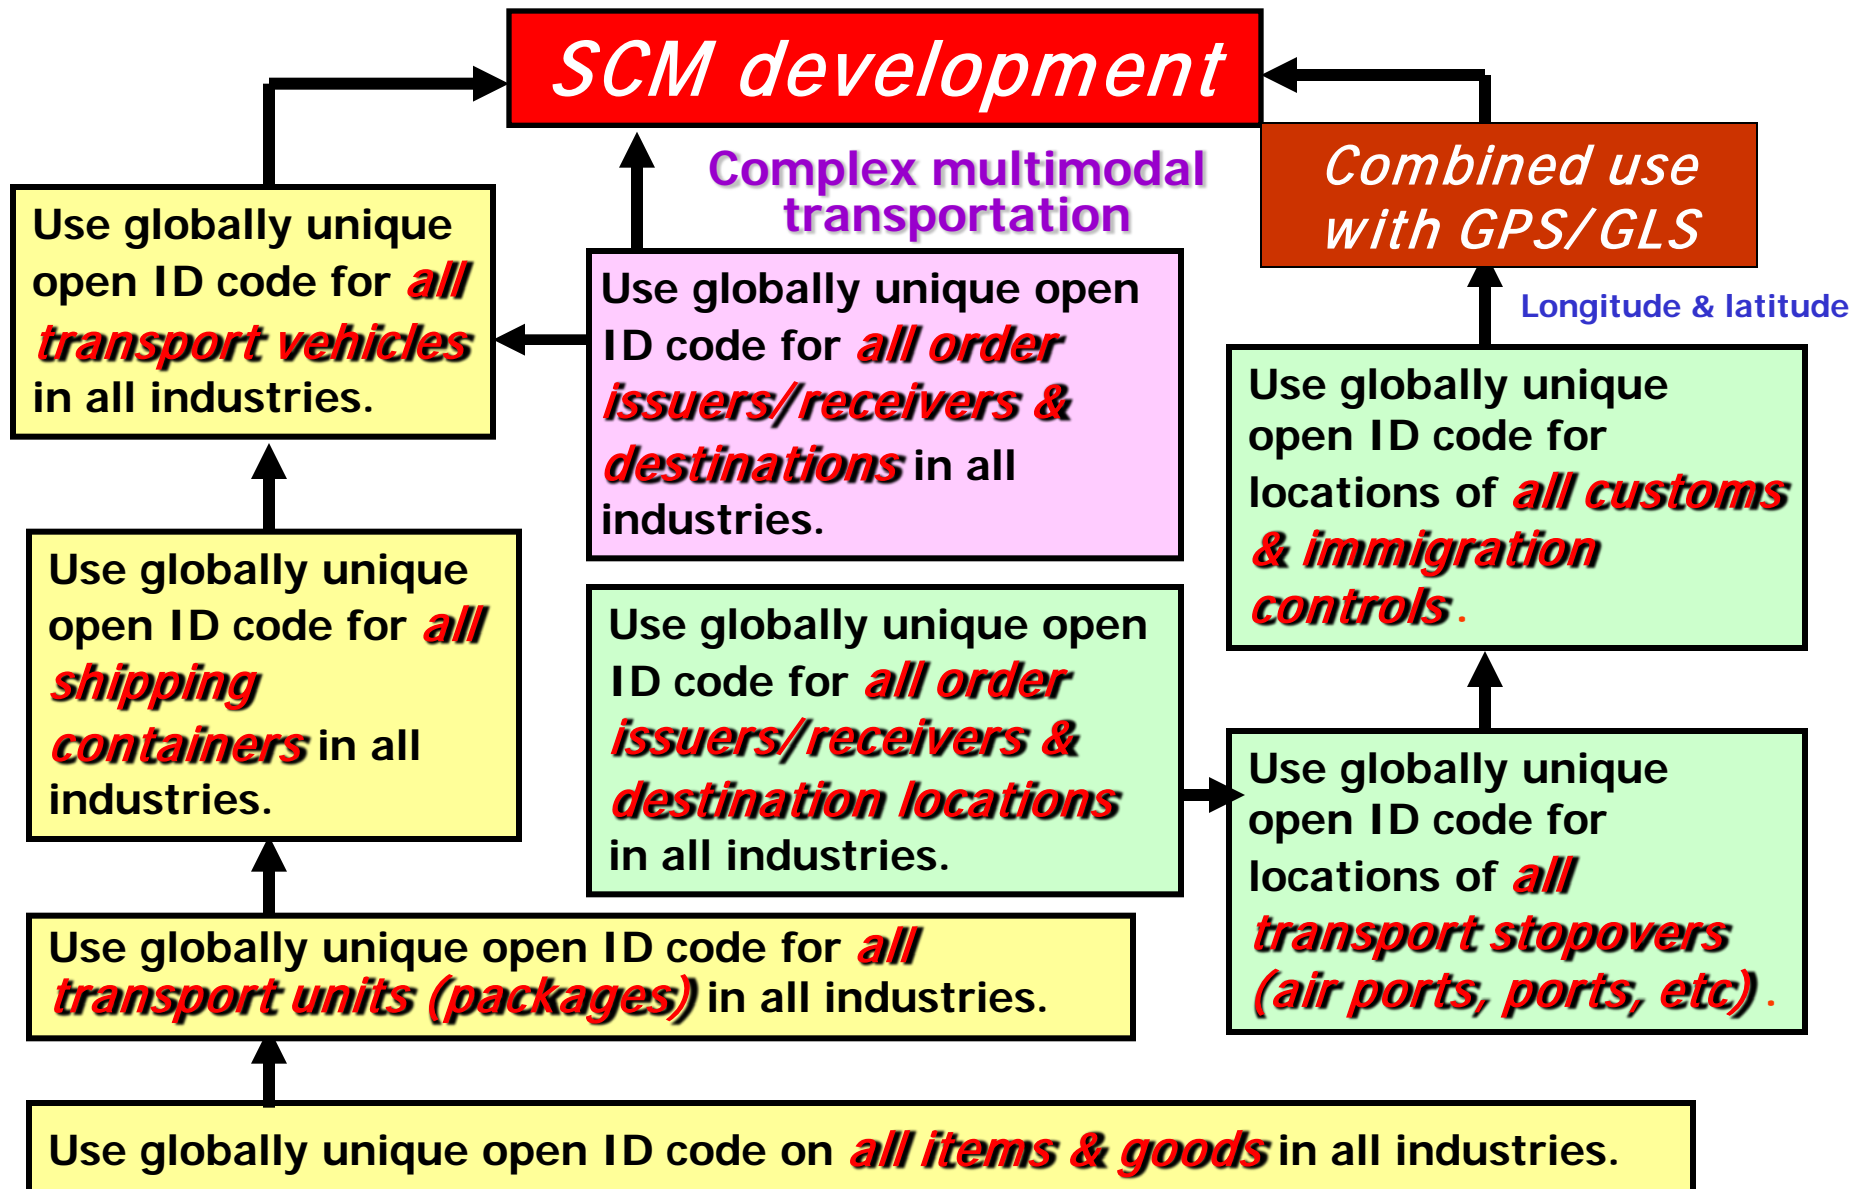 SCM development
Complex multimodal
transportation
Combined use
with GPS/GLS
Longitude & latitude
Use globally unique
open ID code for all
transport vehicles
in all industries.
Use globally unique open
ID code for all order
issuers/receivers &
destinations in all
industries.
Use globally unique
open ID code for
locations of all customs
& immigration
controls .
Use globally unique
open ID code for all
shipping
containers in all
industries.
Use globally unique open
ID code for all order
issuers/receivers &
destination locations
in all industries.
Use globally unique
open ID code for
locations of all
transport stopovers
(air ports, ports, etc) .
Use globally unique open ID code for all
transport units (packages) in all industries.
Use globally unique open ID code on all items & goods in all industries.